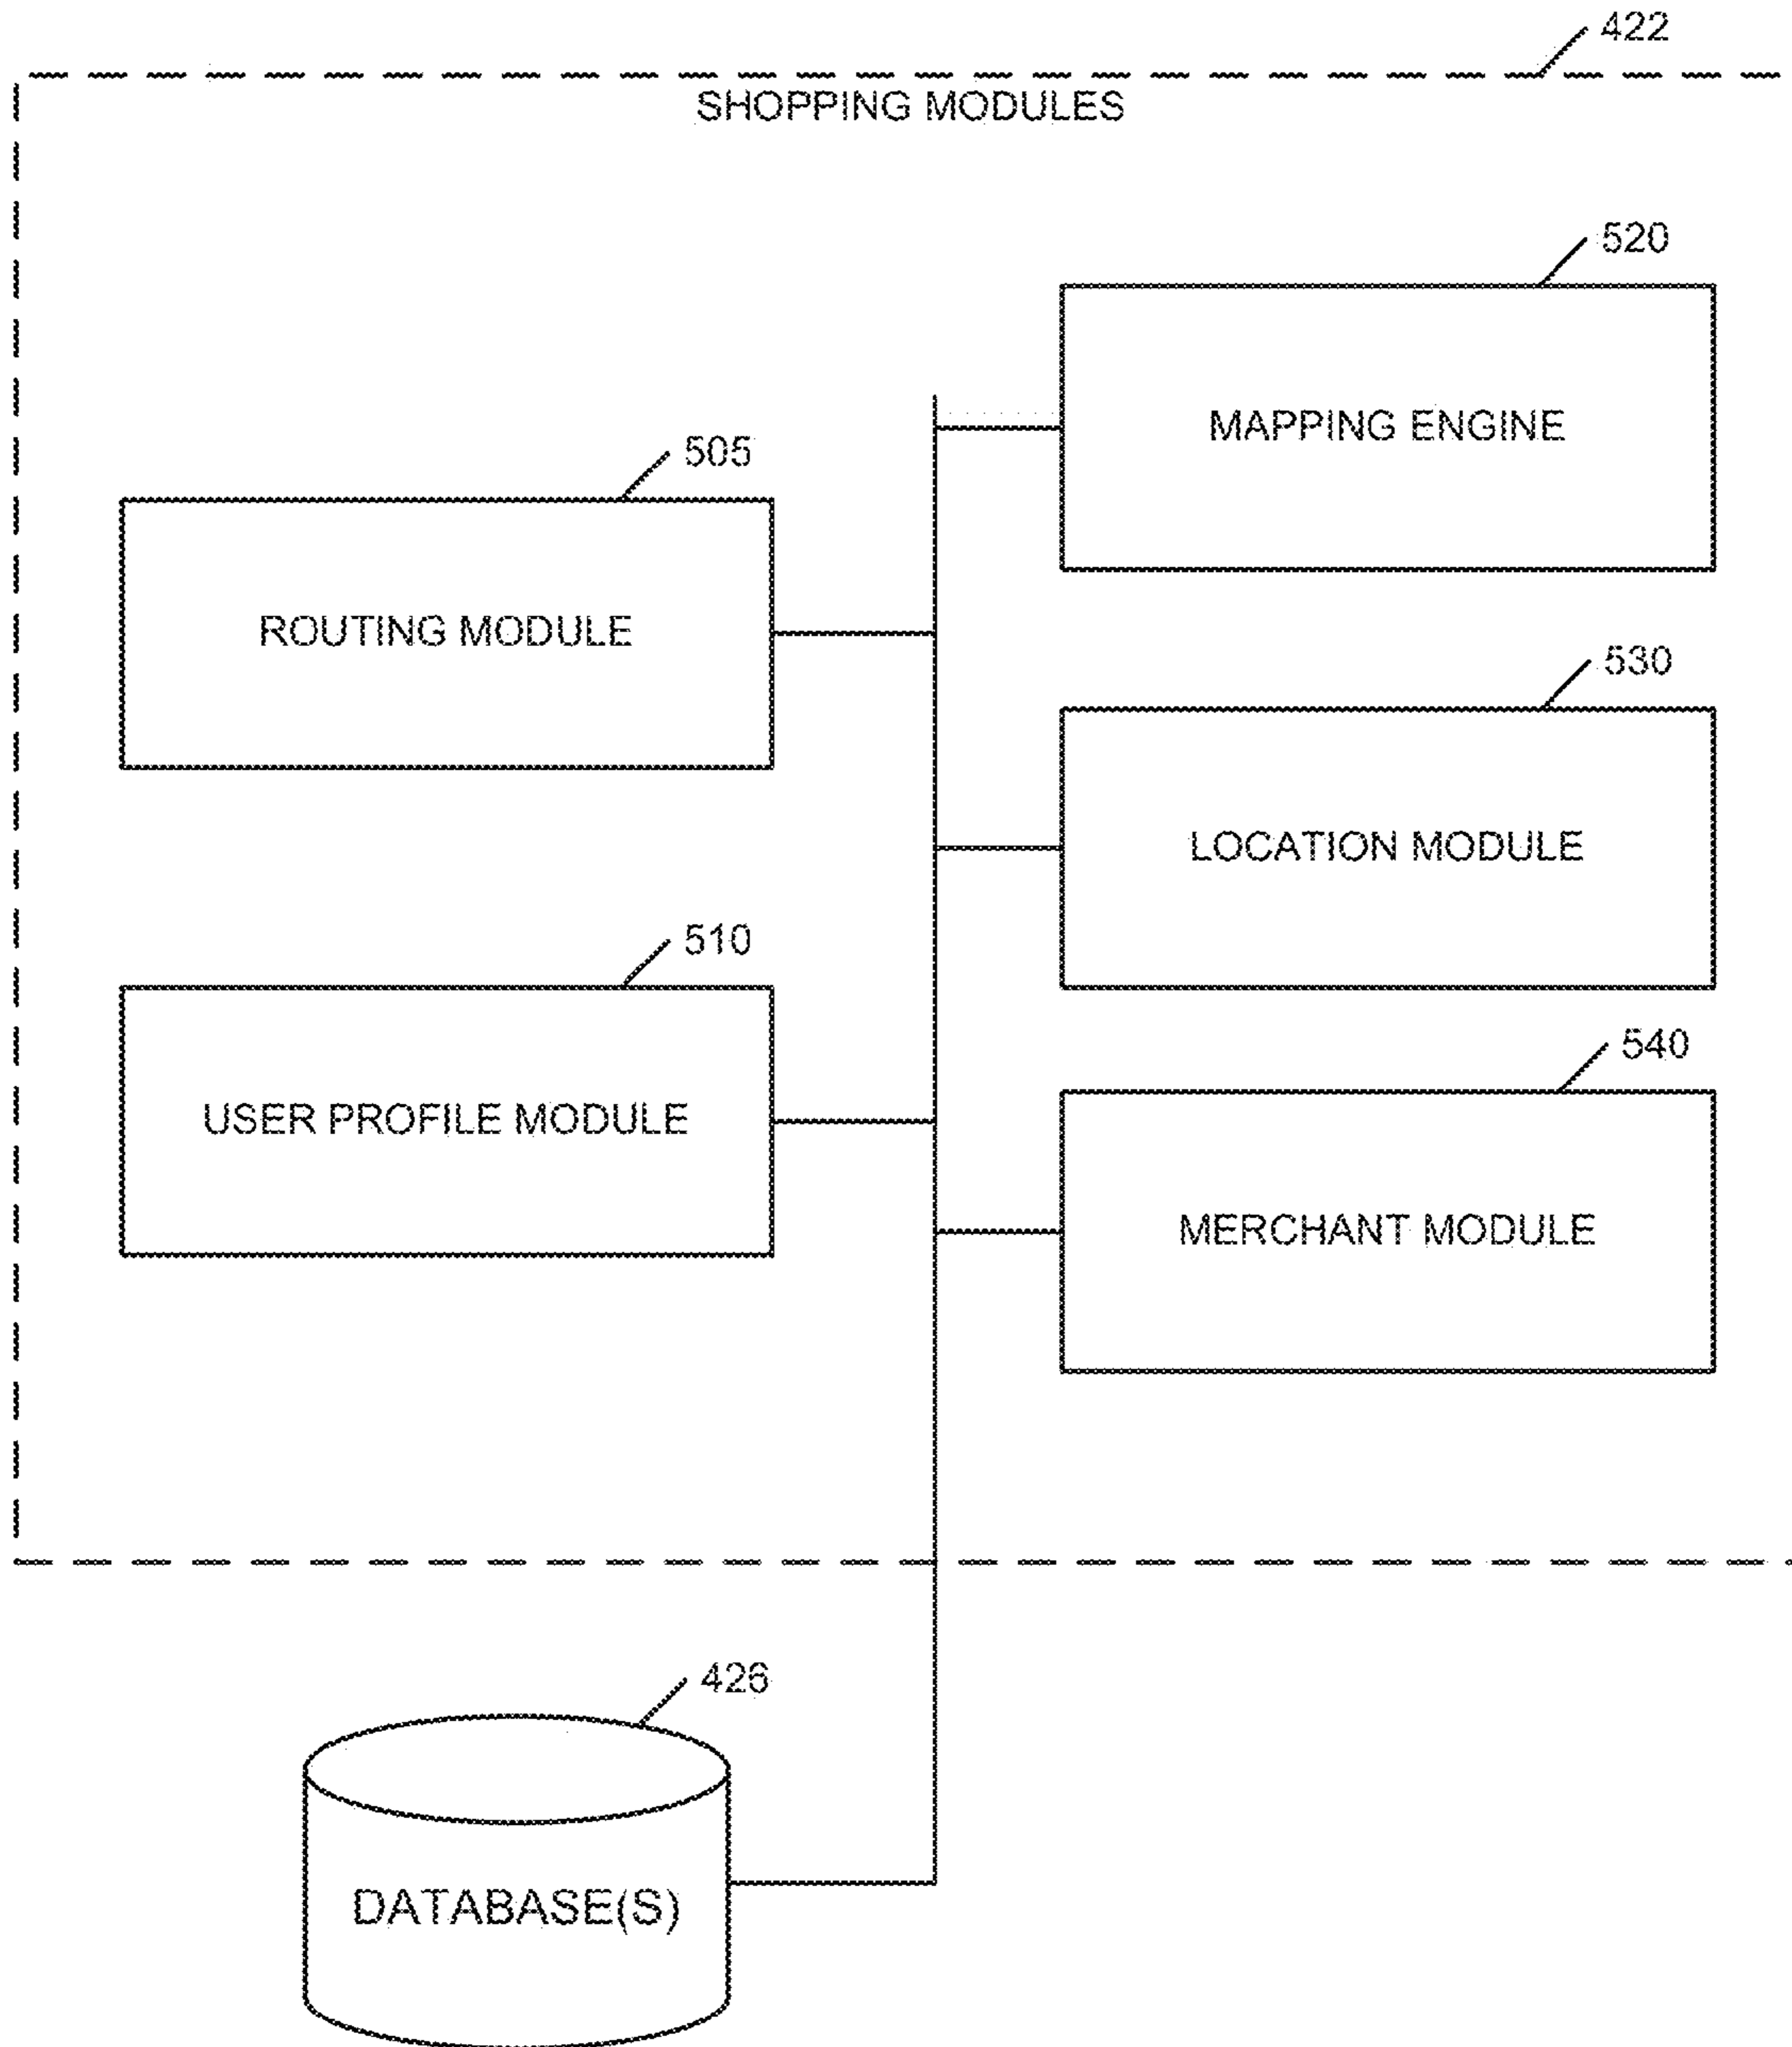 422
SHOPPING MODULES
520
MAPPING ENGINE
505
ROUTING MODULE
530
LOCATION MODULE
510
USER PROFILE MODULE
540
MERCHANT MODULE
426
DATABASE(S)